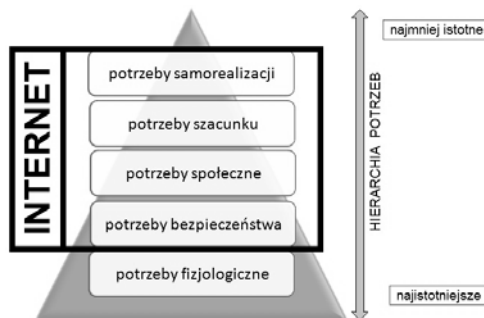 najmniej istotne
potrzeby samorealizacji
potrzeby szacunku
potrzeby społeczne
potrzeby bezpieczeństwa
potrzeby fizjologiczne
INTERNET
HIERARCHIA POTRZEB
najistotniejsze